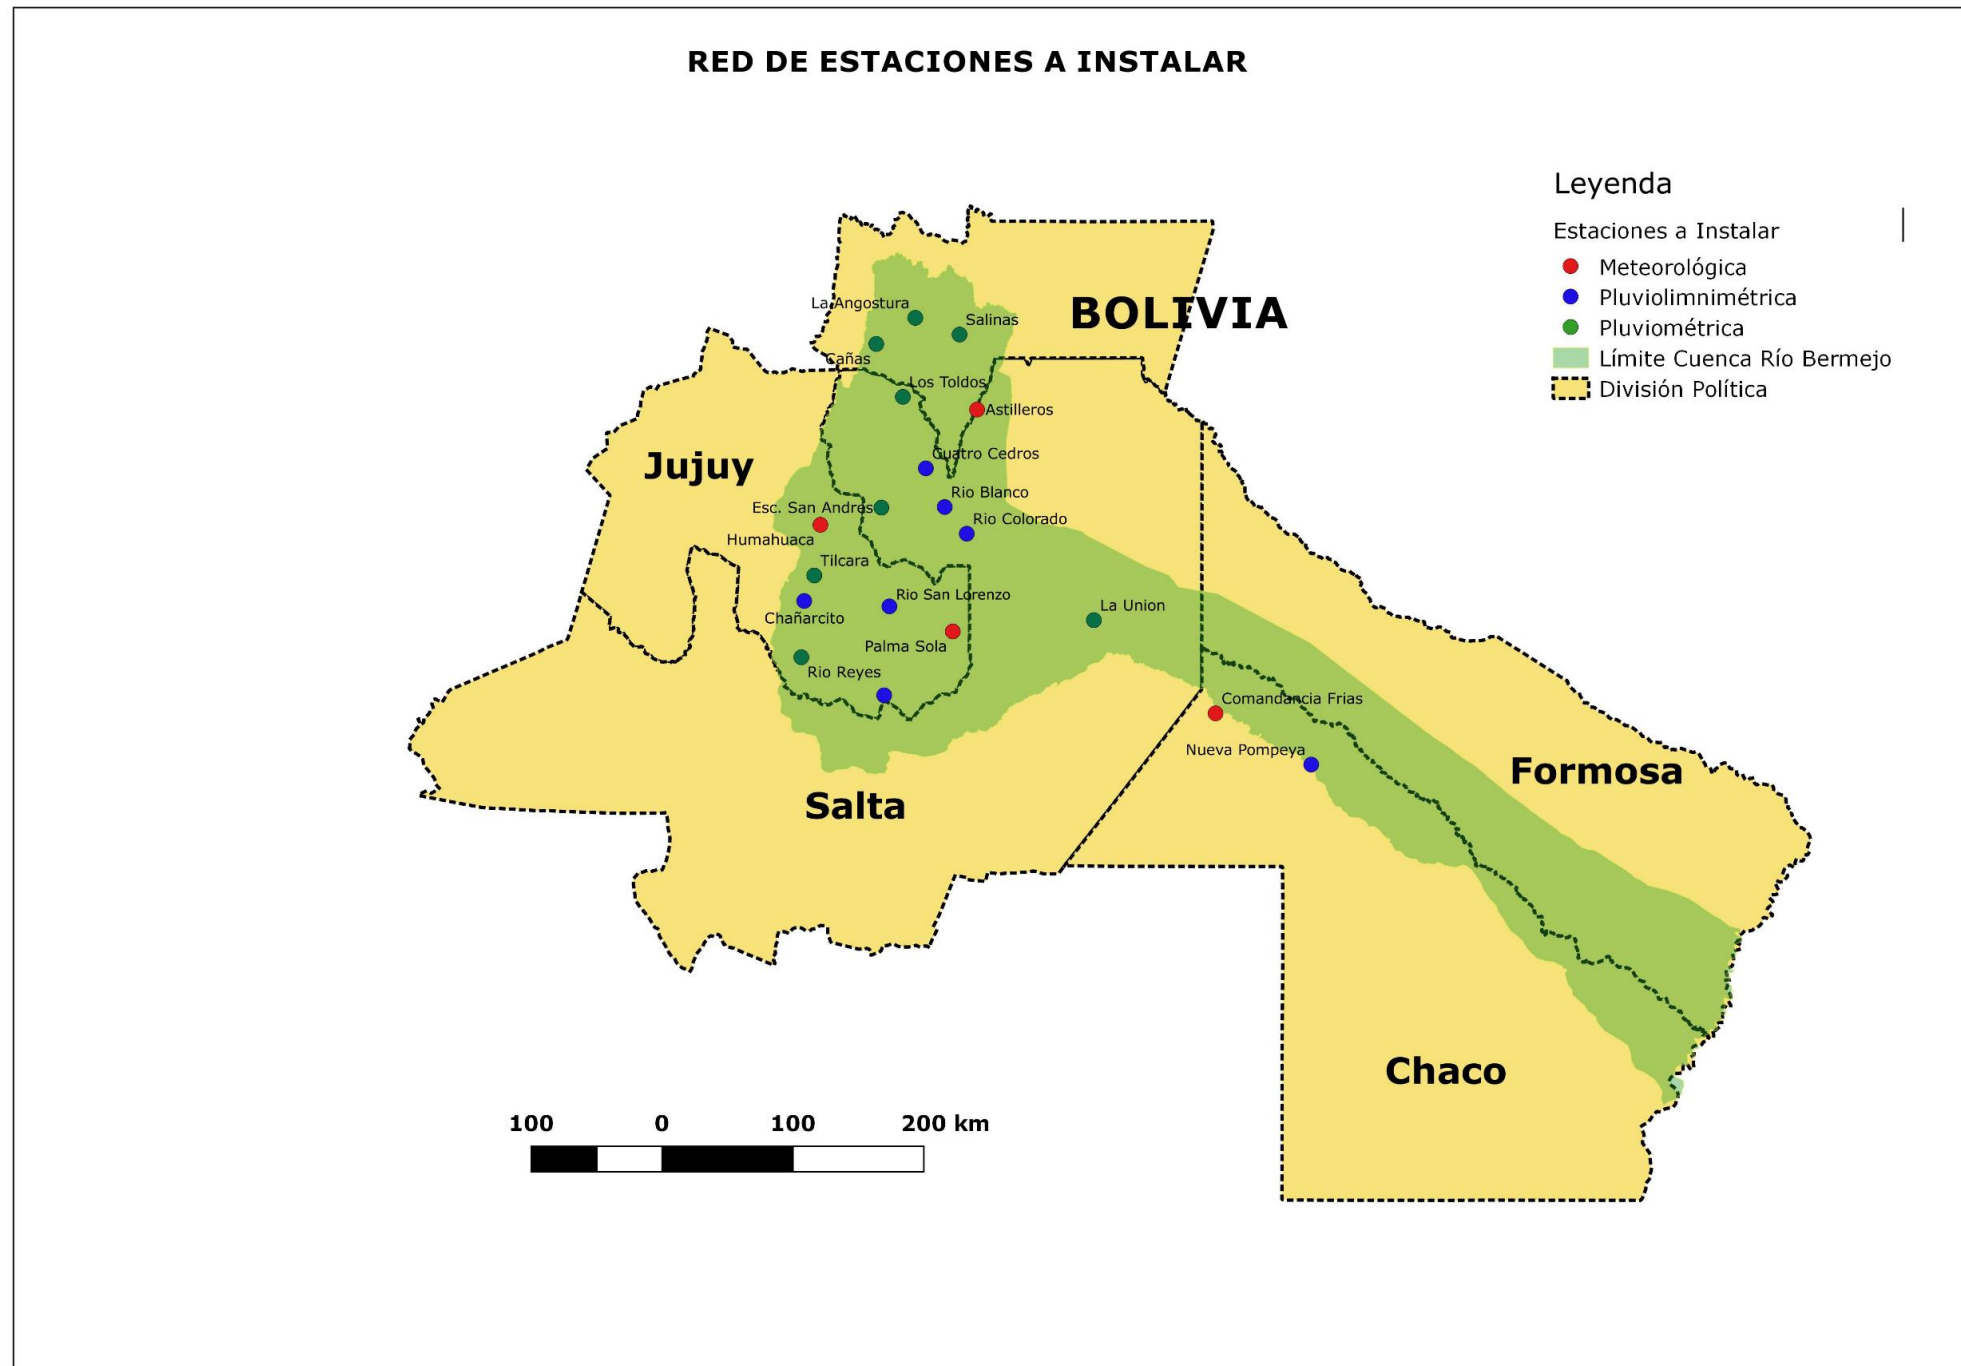 RED DE ESTACIONES A INSTALAR
Leyenda
Estaciones a Instalar
Meteorológica
Pluviolimnimétrica
Pluviométrica
Límite Cuenca Río Bermejo
División Política
La Angostura
Salinas
BOLIVIA
Cañas
Los Toldos
Astilleros
Cuatro Cedros
Jujuy
Rio Blanco
Esc. San Andres
Rio Colorado
Humahuaca
Tilcara
Rio San Lorenzo
Chañarcito
La Union
Palma Sola
Rio Reyes
Comandancia Frias
Nueva Pompeya
Formosa
Salta
Chaco
100 0 100 200 km